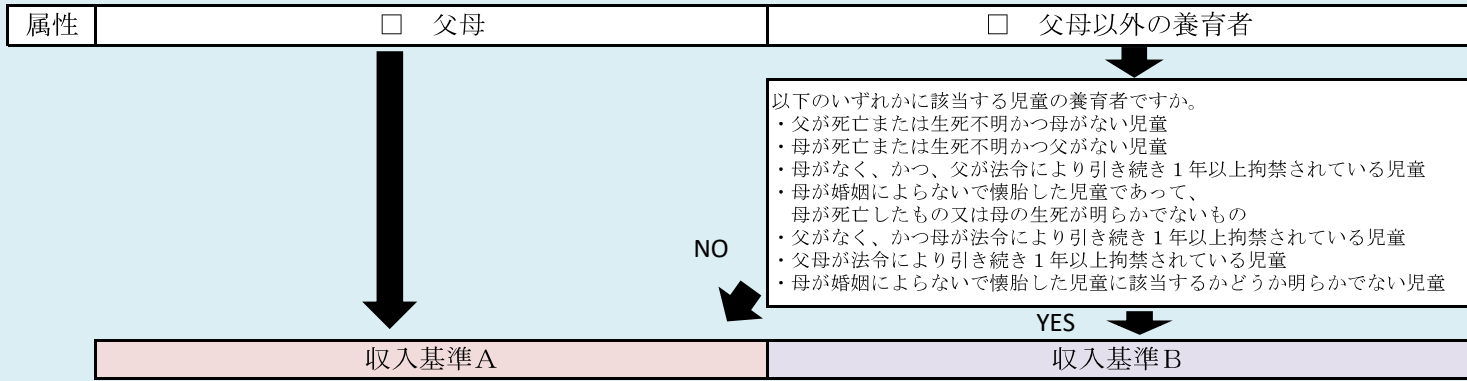 属性 □ 父母 □ 父母以外の養育者
以下のいずれかに該当する児童の養育者ですか。
・父が死亡または生死不明かつ母がない児童
・母が死亡または生死不明かつ父がない児童
・母がなく、かつ、父が法令により引き続き１年以上拘禁されている児童
・母が婚姻によらないで懐胎した児童であって、
母が死亡したもの又は母の生死が明らかでないもの
・父がなく、かつ母が法令により引き続き１年以上拘禁されている児童
・父母が法令により引き続き１年以上拘禁されている児童
・母が婚姻によらないで懐胎した児童に該当するかどうか明らかでない児童
NO
YES
収入基準Ａ 収入基準Ｂ